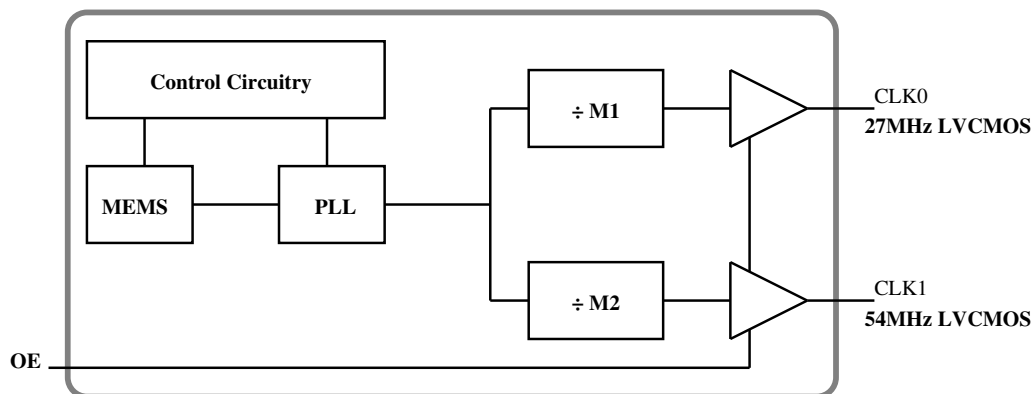 Control Circuitry
÷ M1
CLK0
27MHz LVCMOS
MEMS
PLL
÷ M2
CLK1
54MHz LVCMOS
OE